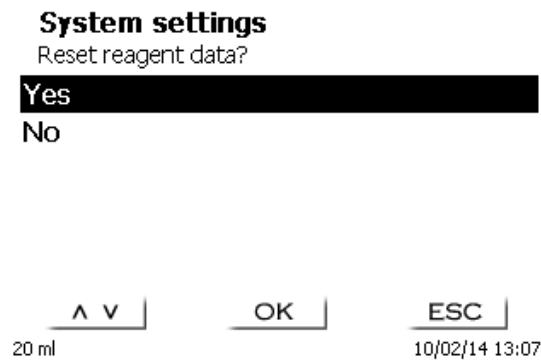 System settings
Reset reagent data?
Yes
No
∧ ∨ OK ESC
20 ml 10/02/14 13:07